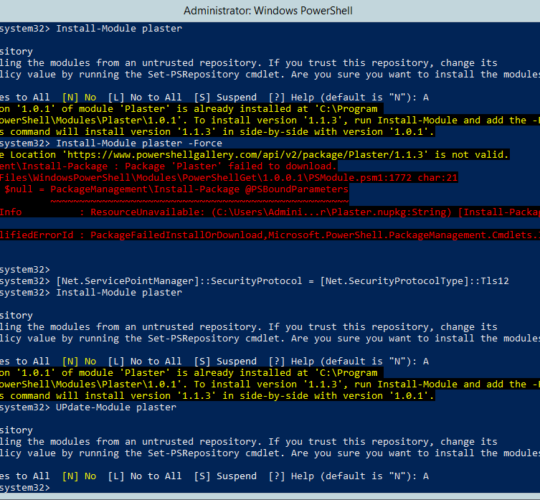 Administrator: Windows PowerShell
system32> Install-Module plaster
sitory
lling the modules from an untrusted repository. If you trust this repository, change its
licy value by running the Set-PSRepository cmdlet. Are you sure you want to install the modules
es to All [N] No [L] No to All [S] Suspend [?] Help (default is "N"): A
on '1.0.1' of module 'Plaster' is already installed at 'C:\Program
owerShell\Modules\Plaster\1.0.1'. To install version '1.1.3', run Install-Module and add the -F
s command will install version '1.1.3' in side-by-side with version '1.0.1'.
system32> Install-Module plaster -Force
e Location 'https://www.powershellgallery.com/api/v2/package/Plaster/1.1.3' is not valid.
ent\Install-Package : Package 'Plaster' failed to download.
Files\WindowsPowerShell\Modules\PowerShellGet\1.0.0.1\PSModule.psm1:1772 char:21
$null = PackageManagement\Install-Package @PSBoundParameters
~~~~~~~~~~~~~~~~~~~~~~~~~~~~~~~~~~~~~~~~~~~~~~~~~~~~
Info : ResourceUnavailable: (C:\Users\Admini...r\Plaster.nupkg:String) [Install-Packag
lifiedErrorId : PackageFailedInstallOrDownload,Microsoft.PowerShell.PackageManagement.Cmdlets.
system32>
system32> [Net.ServicePointManager]::SecurityProtocol = [Net.SecurityProtocolType]::Tls12
system32> Install-Module plaster
sitory
lling the modules from an untrusted repository. If you trust this repository, change its
licy value by running the Set-PSRepository cmdlet. Are you sure you want to install the modules
es to All [N] No [L] No to All [S] Suspend [?] Help (default is "N"): A
on '1.0.1' of module 'Plaster' is already installed at 'C:\Program
owerShell\Modules\Plaster\1.0.1'. To install version '1.1.3', run Install-Module and add the -F
s command will install version '1.1.3' in side-by-side with version '1.0.1'.
system32> UPdate-Module plaster
sitory
lling the modules from an untrusted repository. If you trust this repository, change its
licy value by running the Set-PSRepository cmdlet. Are you sure you want to install the modules
es to All [N] No [L] No to All [S] Suspend [?] Help (default is "N"): A
system32>